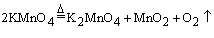 2KMnO₄ ≜ K₂MnO₄ + MnO₂ + O₂ ↑